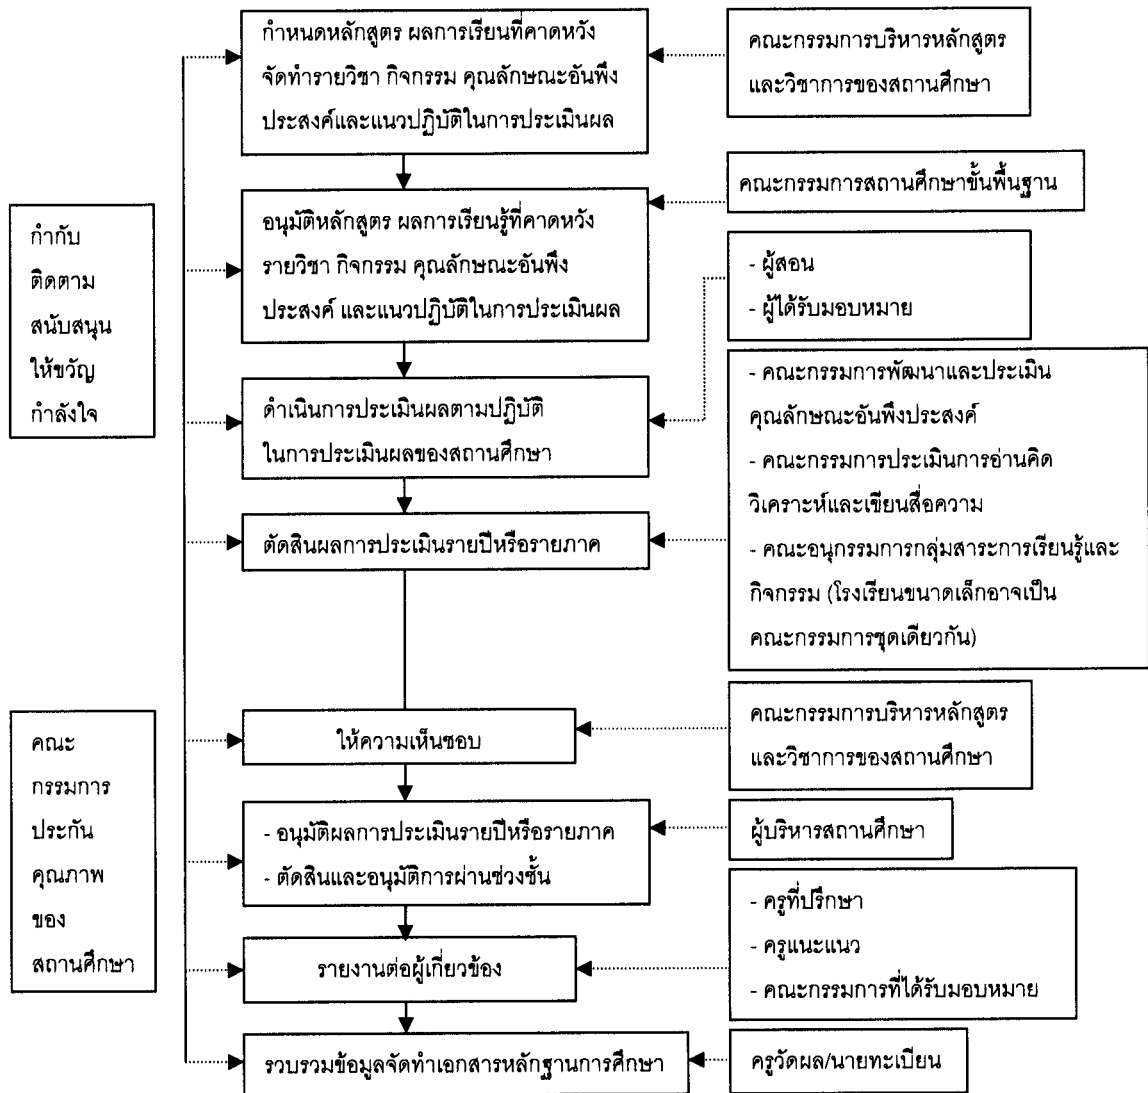 กำหนดหลักสูตร ผลการเรียนที่คาดหวัง
จัดทำรายวิชา กิจกรรม คุณลักษณะอันพึง
ประสงค์และแนวปฏิบัติในการประเมินผล
คณะกรรมการบริหารหลักสูตร
และวิชาการของสถานศึกษา
คณะกรรมการสถานศึกษาขั้นพื้นฐาน
อนุมัติหลักสูตร ผลการเรียนรู้ที่คาดหวัง
รายวิชา กิจกรรม คุณลักษณะอันพึง
ประสงค์ และแนวปฏิบัติในการประเมินผล
กำกับ
ติดตาม
สนับสนุน
ให้ขวัญ
กำลังใจ
- ผู้สอน
- ผู้ได้รับมอบหมาย
ดำเนินการประเมินผลตามปฏิบัติ
ในการประเมินผลของสถานศึกษา
- คณะกรรมการพัฒนาและประเมิน
คุณลักษณะอันพึงประสงค์
- คณะกรรมการประเมินการอ่านคิด
วิเคราะห์และเขียนสื่อความ
- คณะอนุกรรมการกลุ่มสาระการเรียนรู้และ
กิจกรรม (โรงเรียนขนาดเล็กอาจเป็น
คณะกรรมการชุดเดียวกัน)
ตัดสินผลการประเมินรายปีหรือรายภาค
คณะกรรมการบริหารหลักสูตร
และวิชาการของสถานศึกษา
ให้ความเห็นชอบ
คณะ
กรรมการ
ประกัน
คุณภาพ
ของ
สถานศึกษา
- อนุมัติผลการประเมินรายปีหรือรายภาค
- ตัดสินและอนุมัติการผ่านช่วงชั้น
ผู้บริหารสถานศึกษา
- ครูที่ปรึกษา
- ครูแนะแนว
- คณะกรรมการที่ได้รับมอบหมาย
รายงานต่อผู้เกี่ยวข้อง
รวบรวมข้อมูลจัดทำเอกสารหลักฐานการศึกษา
ครูวัดผล/นายทะเบียน